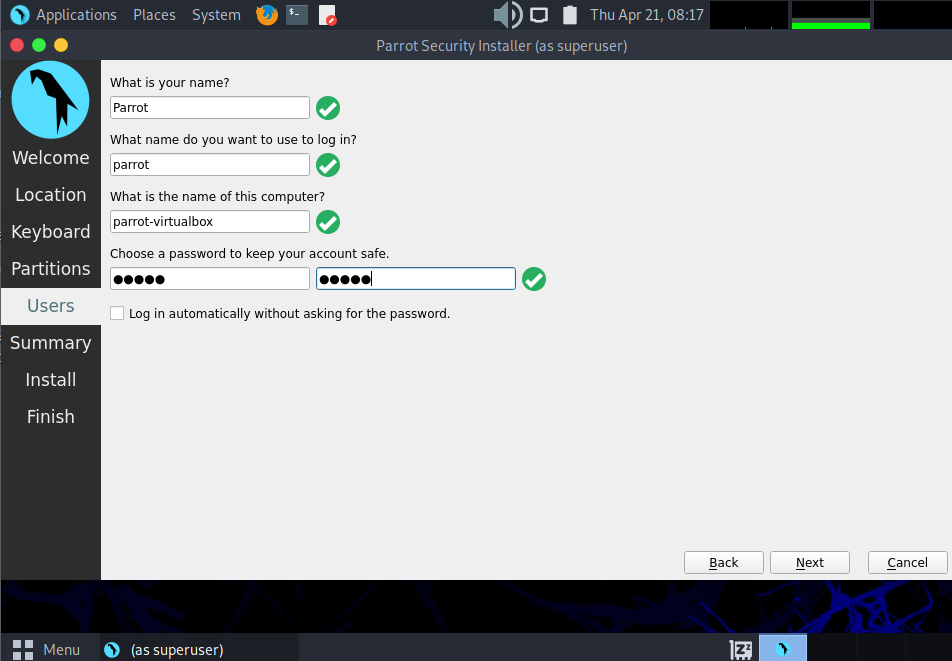 Applications Places System Thu Apr 21, 08:17
Parrot Security Installer (as superuser)
What is your name?
Parrot
What name do you want to use to log in?
parrot
What is the name of this computer?
parrot-virtualbox
Choose a password to keep your account safe.
●●●●● ●●●●●
Log in automatically without asking for the password.
Welcome
Location
Keyboard
Partitions
Users
Summary
Install
Finish
Back Next Cancel
Menu (as superuser)